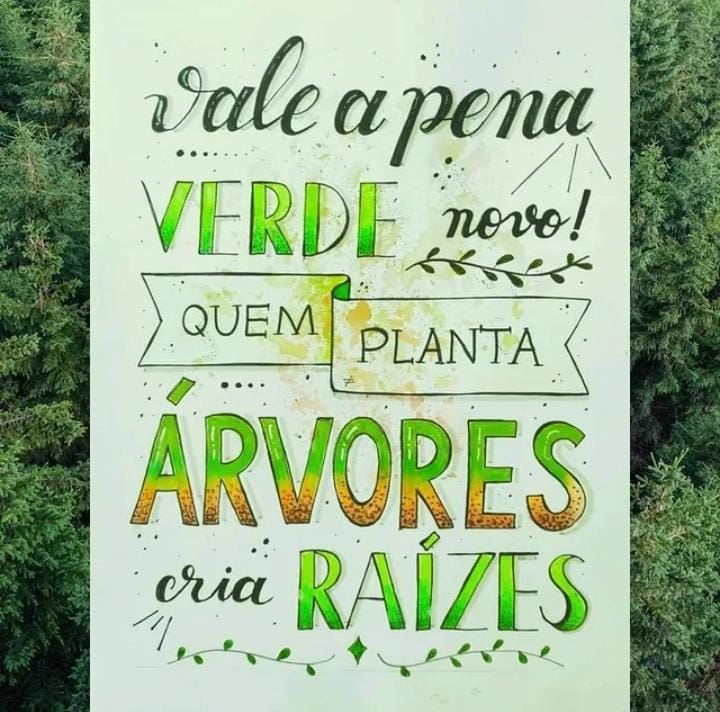 vale a pena
VERDE novo!
QUEM PLANTA
ÁRVORES
cria RAÍZES